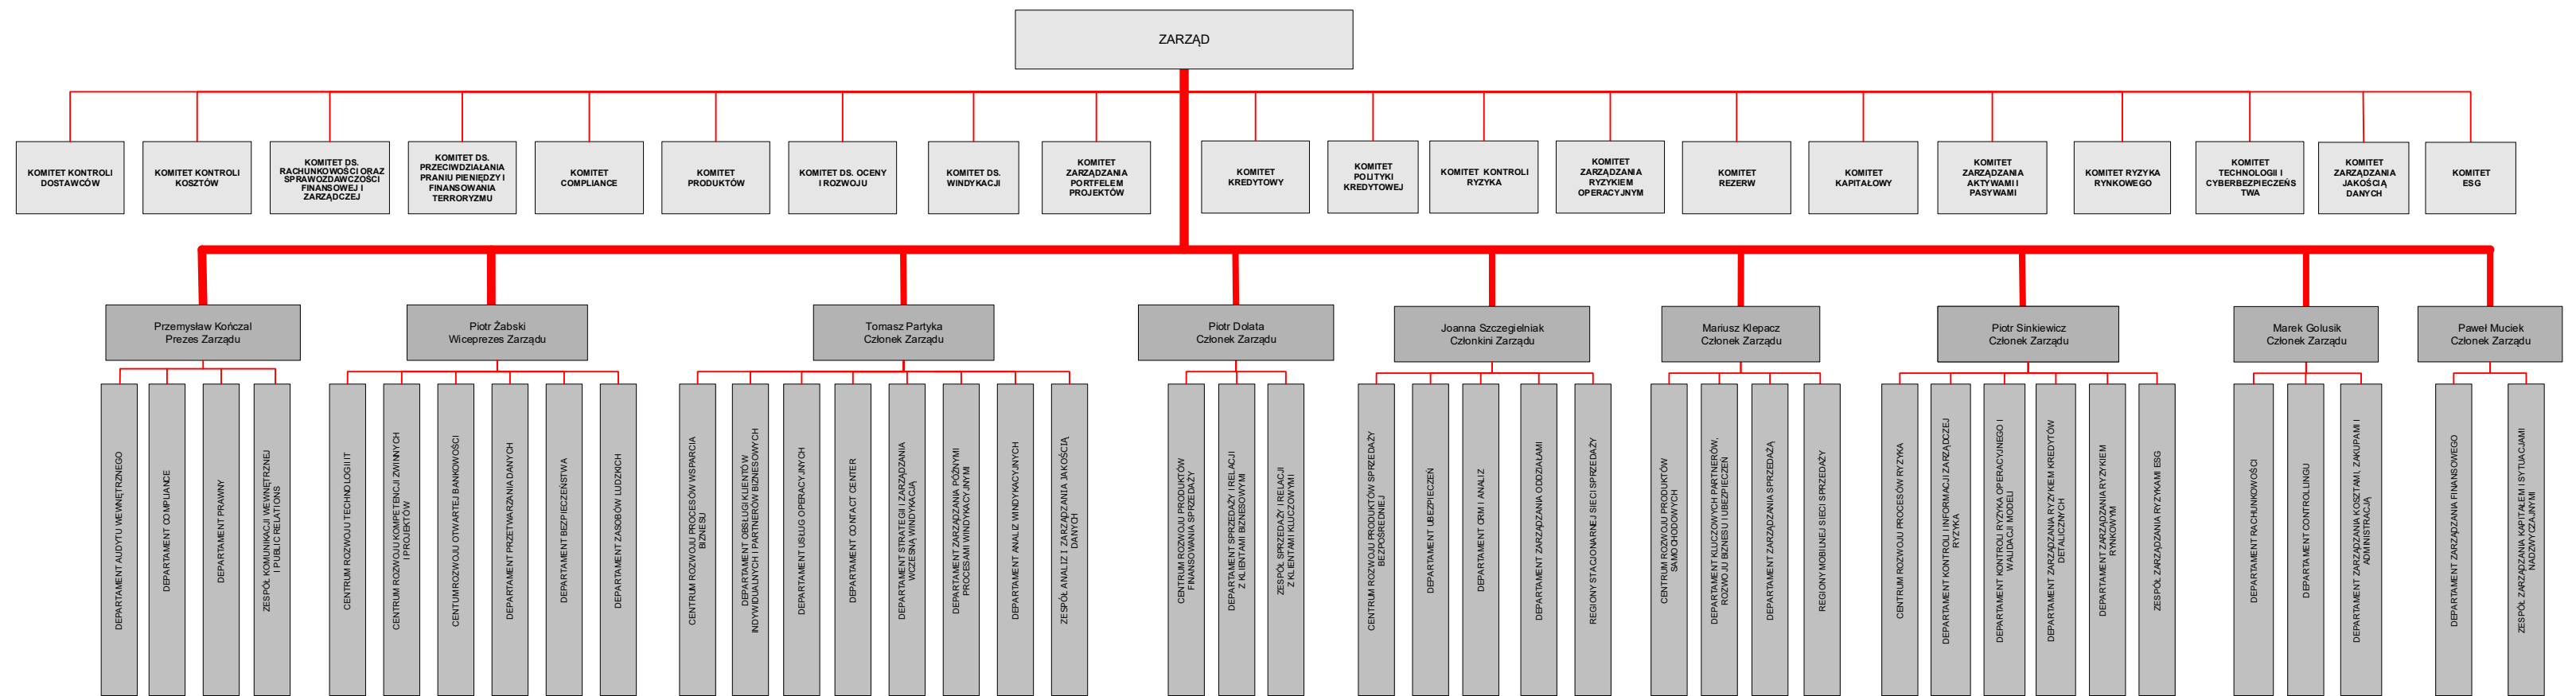 ZARZĄD
KOMITET KONTROLI
DOSTAWCÓW
KOMITET KONTROLI
KOSZTÓW
KOMITET DS.
RACHUNKOWOŚCI ORAZ
SPRAWOZDAWCZOŚCI
FINANSOWEJ I
ZARZĄDCZEJ
KOMITET DS.
PRZECIWDZIAŁANIA
PRANIU PIENIĘDZY I
FINANSOWANIA
TERRORYZMU
KOMITET
COMPLIANCE
KOMITET
PRODUKTÓW
KOMITET DS. OCENY
I ROZWOJU
KOMITET DS.
WINDYKACJI
KOMITET
ZARZĄDZANIA
PORTFELEM
PROJEKTÓW
KOMITET
KREDYTOWY
KOMITET
POLITYKI
KREDYTOWEJ
KOMITET KONTROLI
RYZYKA
KOMITET
ZARZĄDZANIA
RYZYKIEM
OPERACYJNYM
KOMITET
REZERW
KOMITET
KAPITAŁOWY
KOMITET
ZARZĄDZANIA
AKTYWAMI I
PASYWAMI
KOMITET RYZYKA
RYNKOWEGO
KOMITET
TECHNOLOGII I
CYBERBEZPIECZEŃS
TWA
KOMITET
ZARZĄDZANIA
JAKOŚCIĄ
DANYCH
KOMITET
ESG
Przemysław Kończal
Prezes Zarządu
Piotr Żabski
Wiceprezes Zarządu
Tomasz Partyka
Członek Zarządu
Piotr Dolata
Członek Zarządu
Joanna Szczegielniak
Członkini Zarządu
Mariusz Klepacz
Członek Zarządu
Piotr Sinkiewicz
Członek Zarządu
Marek Golusik
Członek Zarządu
Paweł Muciek
Członek Zarządu
DEPARTAMENT AUDYTU WEWNĘTRZNEGO
DEPARTAMENT COMPLIANCE
DEPARTAMENT PRAWNY
ZESPÓŁ KOMUNIKACJI WEWNĘTRZNEJ
I PUBLIC RELATIONS
CENTRUM ROZWOJU TECHNOLOGII IT
CENTRUM ROZWOJU KOMPETENCJI ZWINNYCH
I PROJEKTÓW
CENTUM ROZWOJU OTWARTEJ BANKOWOŚCI
DEPARTAMENT PRZETWARZANIA DANYCH
DEPARTAMENT BEZPIECZEŃSTWA
DEPARTAMENT ZASOBÓW LUDZKICH
CENTRUM ROZWOJU PROCESÓW WSPARCIA
BIZNESU
DEPARTAMENT OBSŁUGI KLIENTÓW
INDYWIDUALNYCH I PARTNERÓW BIZNESOWYCH
DEPARTAMENT USŁUG OPERACYJNYCH
DEPARTAMENT CONTACT CENTER
DEPARTAMENT STRATEGII I ZARZĄDZANIA
WCZESNĄ WINDYKACJĄ
DEPARTAMENT ZARZĄDZANIA PÓŹNYMI
PROCESAMI WINDYKACYJNYMI
DEPARTAMENT ANALIZ WINDYKACYJNYCH
ZESPÓŁ ANALIZ I ZARZĄDZANIA JAKOŚCIĄ
DANYCH
CENTRUM ROZWOJU PRODUKTÓW
FINANSOWANIA SPRZEDAŻY
DEPARTAMENT SPRZEDAŻY I RELACJI
Z KLIENTAMI BIZNESOWYMI
ZESPÓŁ SPRZEDAŻY I RELACJI
Z KLIENTAMI KLUCZOWYMI
CENTRUM ROZWOJU PRODUKTÓW SPRZEDAŻY
BEZPOŚREDNIEJ
DEPARTAMENT UBEZPIECZEŃ
DEPARTAMENT CRM I ANALIZ
DEPARTAMENT ZARZĄDZANIA ODDZIAŁAMI
REGIONY STACJONARNEJ SIECI SPRZEDAŻY
CENTRUM ROZWOJU PRODUKTÓW
SAMOCHODOWYCH
DEPARTAMENT KLUCZOWYCH PARTNERÓW,
ROZWOJU BIZNESU I UBEZPIECZEŃ
DEPARTAMENT ZARZĄDZANIA SPRZEDAŻĄ
REGIONY MOBILNEJ SIECI SPRZEDAŻY
CENTRUM ROZWOJU PROCESÓW RYZYKA
DEPARTAMENT KONTROLI I INFORMACJI ZARZĄDCZEJ
RYZYKA
DEPARTAMENT KONTROLI RYZYKA OPERACYJNEGO I
WALIDACJI MODELI
DEPARTAMENT ZARZĄDZANIA RYZYKIEM KREDYTÓW
DETALICZNYCH
DEPARTAMENT ZARZĄDZANIA RYZYKIEM
RYNKOWYM
ZESPÓŁ ZARZĄDZANIA RYZYKAMI ESG
DEPARTAMENT RACHUNKOWOŚCI
DEPARTAMENT CONTROLLINGU
DEPARTAMENT ZARZĄDZANIA KOSZTAMI, ZAKUPAMI I
ADMINISTRACJĄ
DEPARTAMENT ZARZĄDZANIA FINANSOWEGO
ZESPÓŁ ZARZĄDZANIA KAPITAŁEM I SYTUACJAMI
NADZWYCZAJNYMI